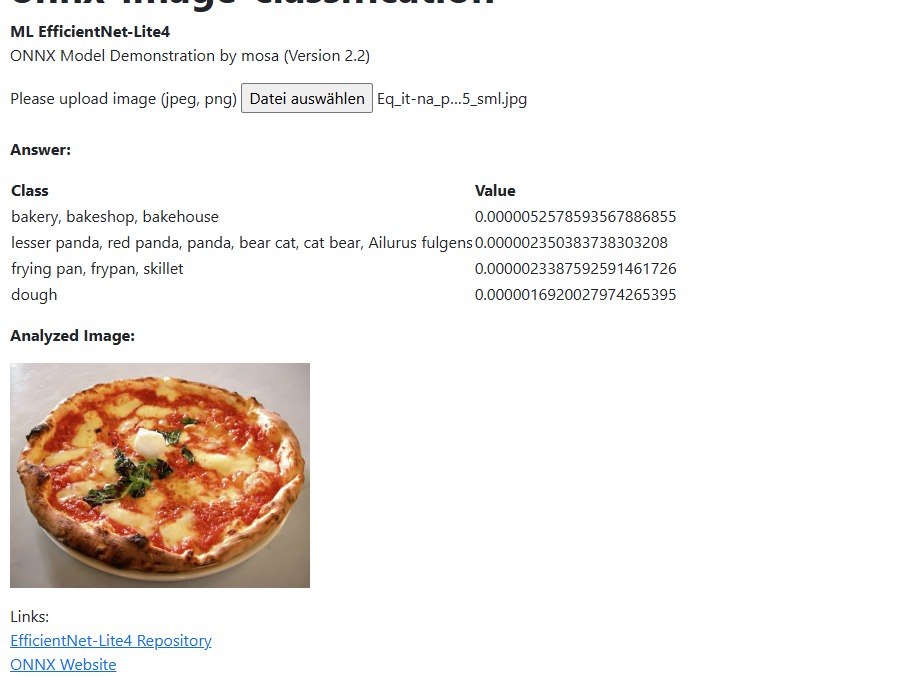 onnx-image-classification
ML EfficientNet-Lite4
ONNX Model Demonstration by mosa (Version 2.2)
Please upload image (jpeg, png) Datei auswählen Eq_it-na_p...5_sml.jpg
Answer:
Class Value
bakery, bakeshop, bakehouse 0.0000052578593567886855
lesser panda, red panda, panda, bear cat, cat bear, Ailurus fulgens 0.000002350383738303208
frying pan, frypan, skillet 0.0000023387592591461726
dough 0.0000016920027974265395
Analyzed Image:
Links:
EfficientNet-Lite4 Repository
ONNX Website